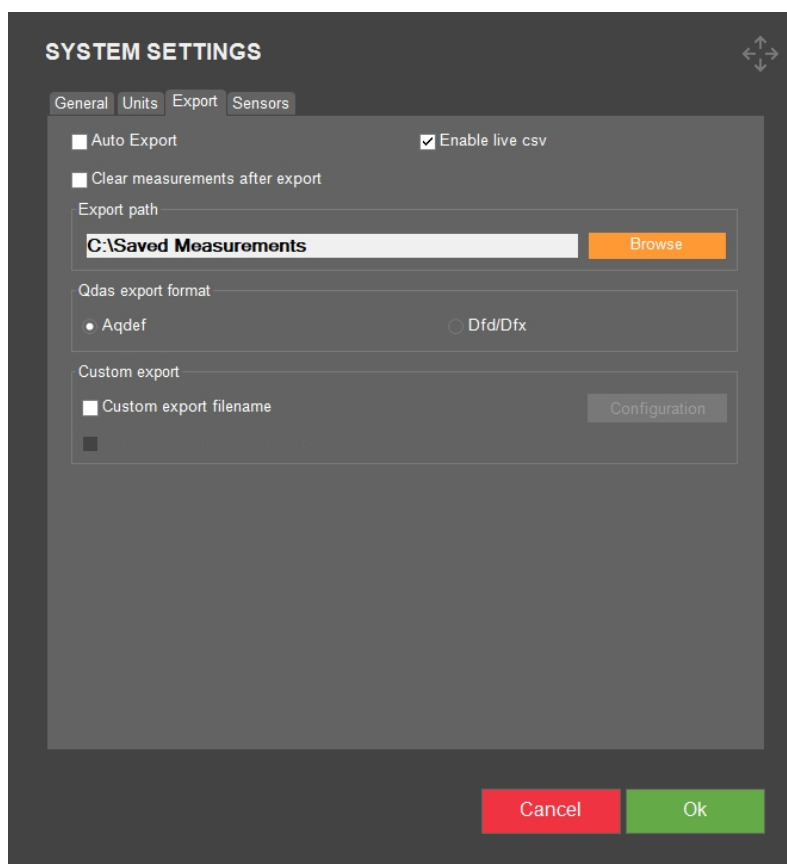 SYSTEM SETTINGS
General Units Export Sensors
Auto Export Enable live csv
Clear measurements after export
Export path
C:\Saved Measurements Browse
Qdas export format
Aqdef Dfd/Dfx
Custom export
Custom export filename Configuration
Cancel Ok